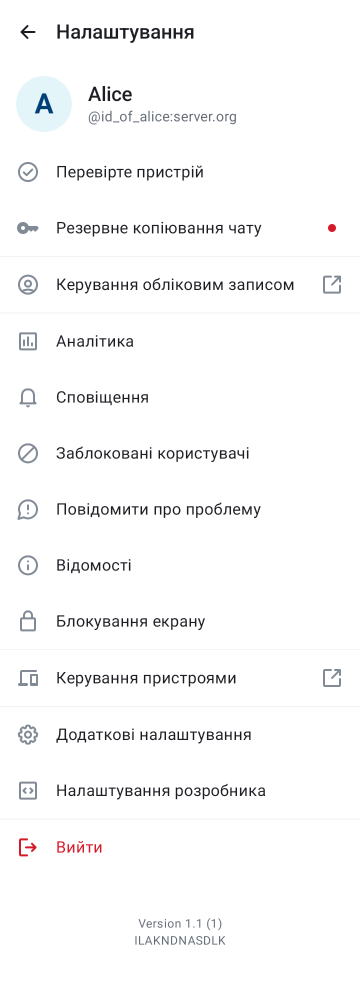 Налаштування
A
Alice
@id_of_alice:server.org
Перевірте пристрій
Резервне копіювання чату
Керування обліковим записом
Аналітика
Сповіщення
Заблоковані користувачі
Повідомити про проблему
Відомості
Блокування екрану
Керування пристроями
Додаткові налаштування
Налаштування розробника
Вийти
Version 1.1 (1)
ILAKNDNASDLK